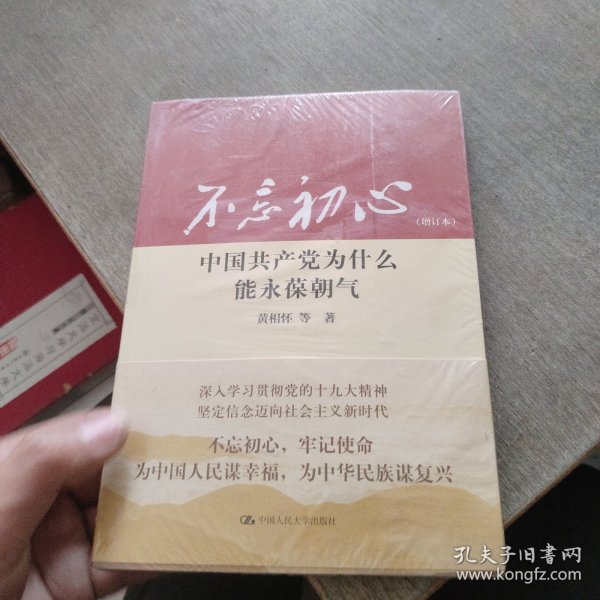 不忘初心
(增订本)
中国共产党为什么
能永葆朝气
黄相怀 等 著
深入学习贯彻党的十九大精神
坚定信念迈向社会主义新时代
不忘初心，牢记使命
为中国人民谋幸福，为中华民族谋复兴
中国人民大学出版社
孔夫子旧书网
www.kongfz.com